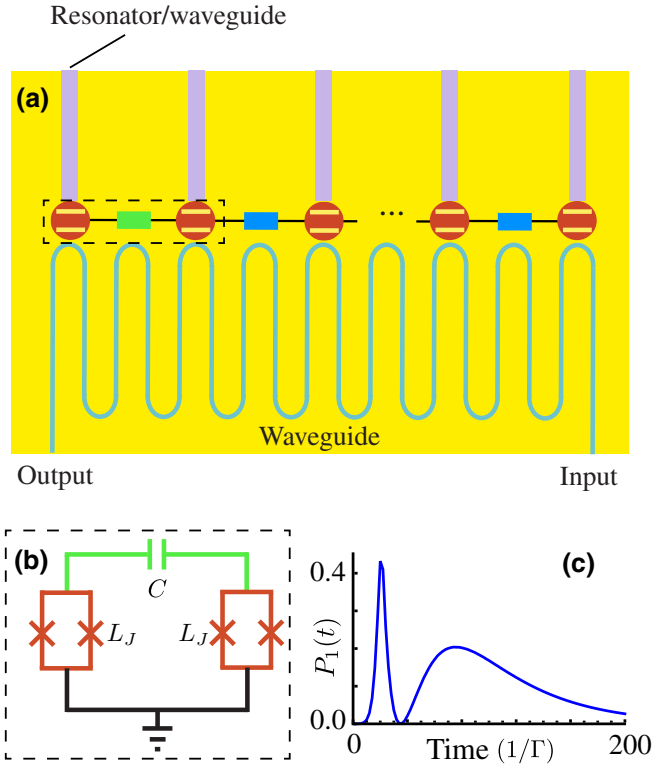 Resonator/waveguide
(a)
...
Waveguide
Output
Input
(b)
C
L_J
L_J
(c)
P_1(t)
0.4
0.0
0
200
Time (1/Γ)